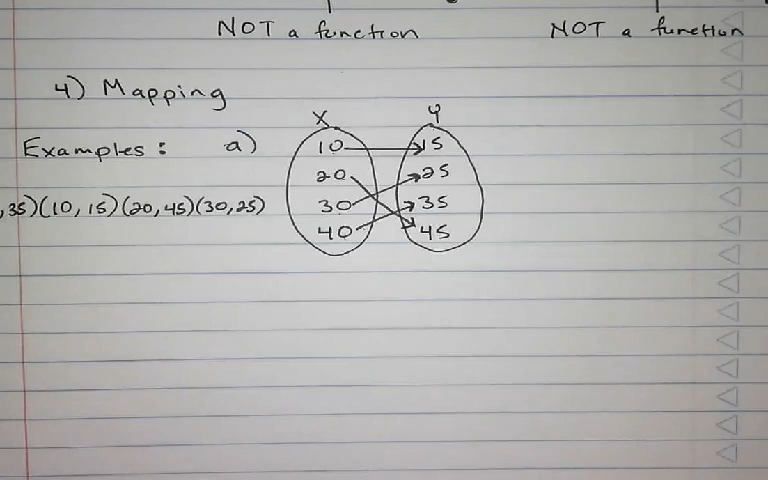 NOT a function NOT a function
4) Mapping
X Y
Examples : a) 10 15
20 25
,35)(10,15)(20,45)(30,25) 30 35
40 45